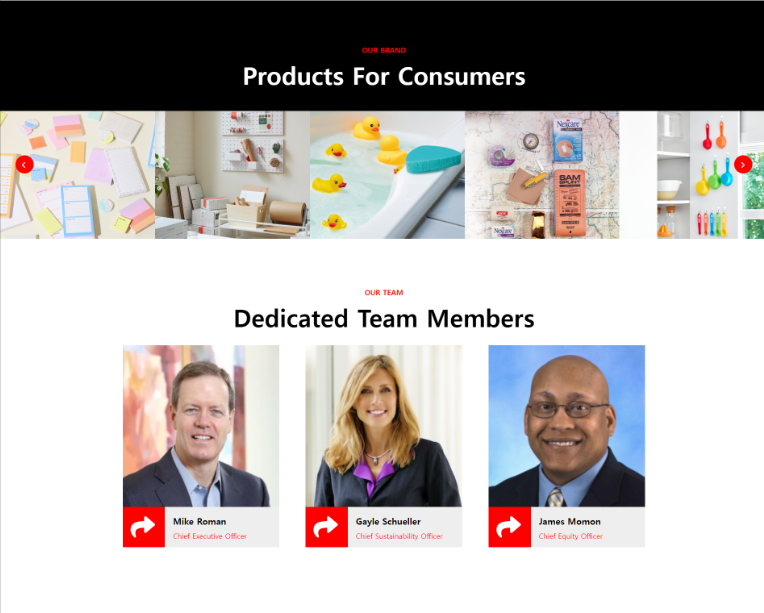 OUR BRAND
Products For Consumers
Nexcare
SAM
SPLINT
Nexcare
OUR TEAM
Dedicated Team Members
Mike Roman
Chief Executive Officer
Gayle Schueller
Chief Sustainability Officer
James Momon
Chief Equity Officer